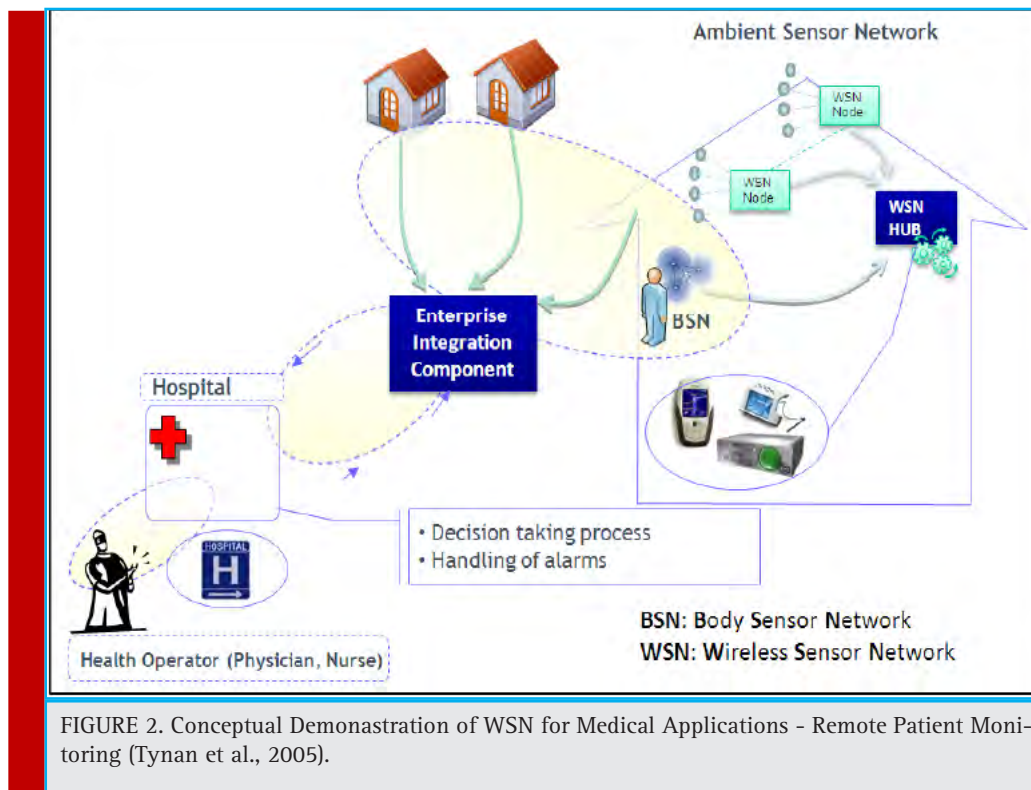 Ambient Sensor Network
WSN
Node
WSN
Node
WSN
HUB
BSN
Enterprise
Integration
Component
Hospital
• Decision taking process
• Handling of alarms
HOSPITAL
H
Health Operator (Physician, Nurse)
BSN: Body Sensor Network
WSN: Wireless Sensor Network
FIGURE 2. Conceptual Demonastration of WSN for Medical Applications - Remote Patient Moni-
toring (Tynan et al., 2005).